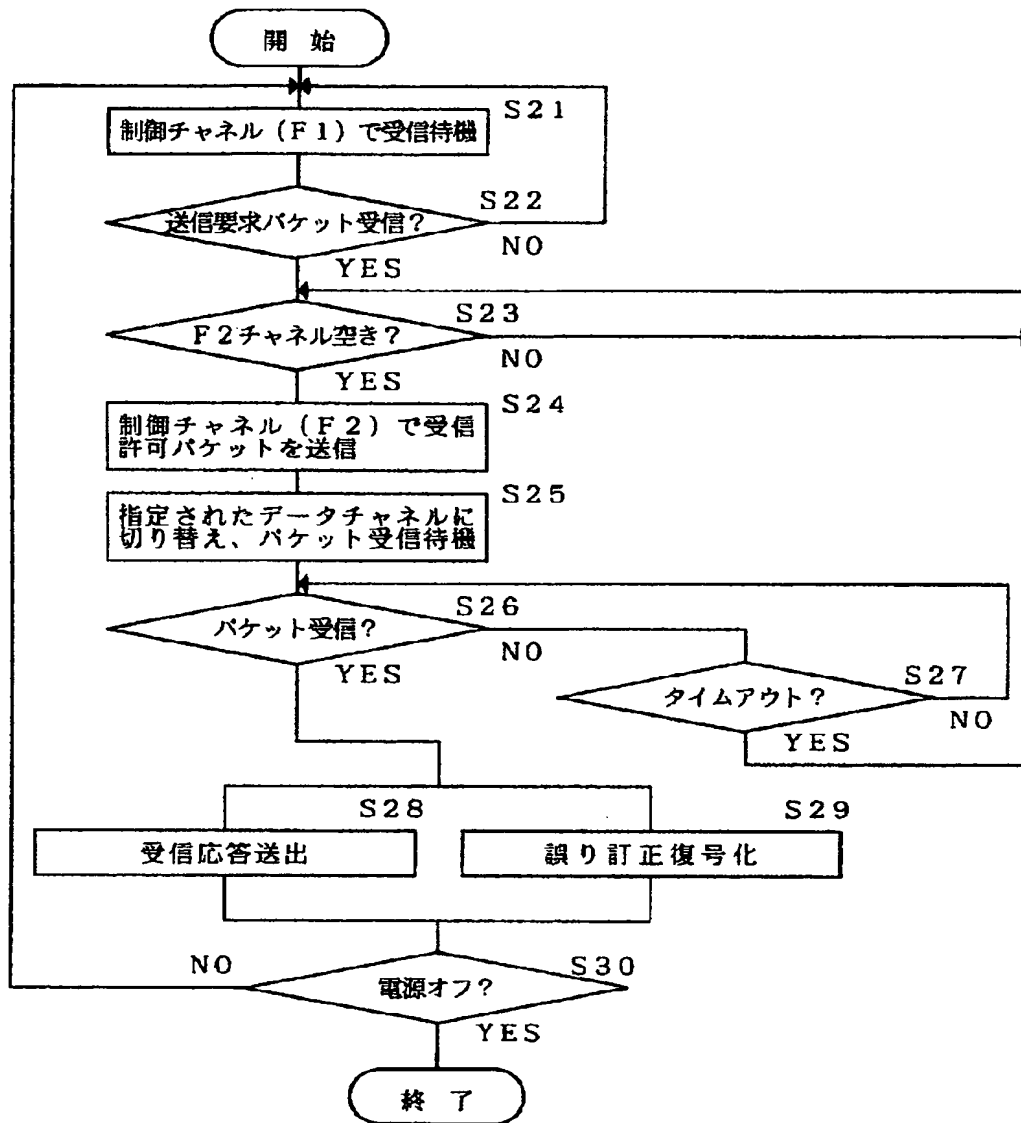 開始
S21
制御チャネル(F1)で受信待機
S22
送信要求パケット受信?
NO
YES
S23
F2チャネル空き?
NO
YES
S24
制御チャネル(F2)で受信
許可パケットを送信
S25
指定されたデータチャネルに
切り替え、パケット受信待機
S26
パケット受信?
NO
YES
S27
タイムアウト?
NO
YES
S28
受信応答送出
S29
誤り訂正復号化
NO
S30
電源オフ?
YES
終了